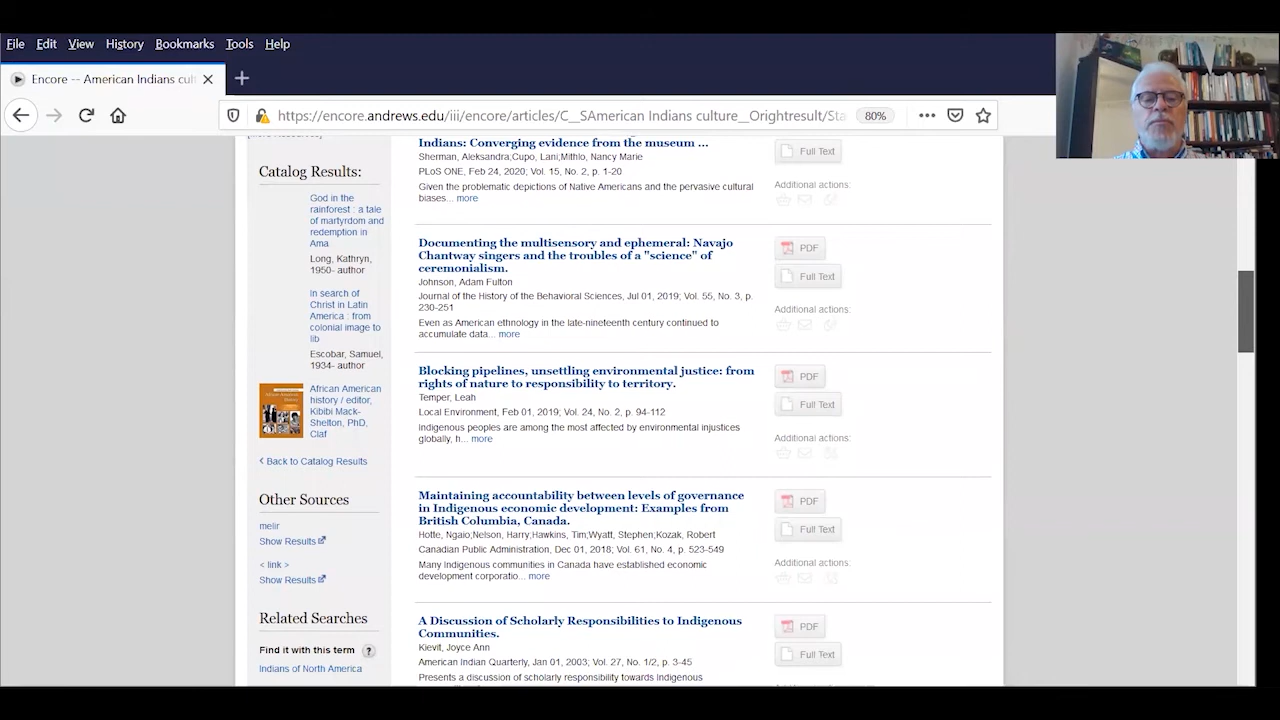 File Edit View History Bookmarks Tools Help
Encore -- American Indians cul
https://encore.andrews.edu/iii/encore/articles/C__SAmerican Indians culture__Orightresult/Sta
80%
Catalog Results:
God in the
rainforest : a tale
of martyrdom and
redemption in
Ama
Long, Kathryn,
1950- author
In search of
Christ in Latin
America : from
colonial image to
lib
Escobar, Samuel,
1934- author
African American
history / editor,
Kibibi Mack-
Shelton, PhD,
Claf
Back to Catalog Results
Other Sources
melir
Show Results
< link >
Show Results
Related Searches
Find it with this term ?
Indians of North America
Indians: Converging evidence from the museum ...
Sherman, Aleksandra;Cupo, Lani;Mithlo, Nancy Marie
PLoS ONE, Feb 24, 2020; Vol. 15, No. 2, p. 1-20
Given the problematic depictions of Native Americans and the pervasive cultural
biases... more
Full Text
Additional actions:
Documenting the multisensory and ephemeral: Navajo
Chantway singers and the troubles of a "science" of
ceremonialism.
Johnson, Adam Fulton
Journal of the History of the Behavioral Sciences, Jul 01, 2019; Vol. 55, No. 3, p.
230-251
Even as American ethnology in the late-nineteenth century continued to
accumulate data... more
PDF
Full Text
Additional actions:
Blocking pipelines, unsettling environmental justice: from
rights of nature to responsibility to territory.
Temper, Leah
Local Environment, Feb 01, 2019; Vol. 24, No. 2, p. 94-112
Indigenous peoples are among the most affected by environmental injustices
globally, h... more
PDF
Full Text
Additional actions:
Maintaining accountability between levels of governance
in Indigenous economic development: Examples from
British Columbia, Canada.
Hotte, Ngaio;Nelson, Harry;Hawkins, Tim;Wyatt, Stephen;Kozak, Robert
Canadian Public Administration, Dec 01, 2018; Vol. 61, No. 4, p. 523-549
Many Indigenous communities in Canada have established economic
development corporatio... more
PDF
Full Text
Additional actions:
A Discussion of Scholarly Responsibilities to Indigenous
Communities.
Kievit, Joyce Ann
American Indian Quarterly, Jan 01, 2003; Vol. 27, No. 1/2, p. 3-45
Presents a discussion of scholarly responsibility towards Indigenous
PDF
Full Text